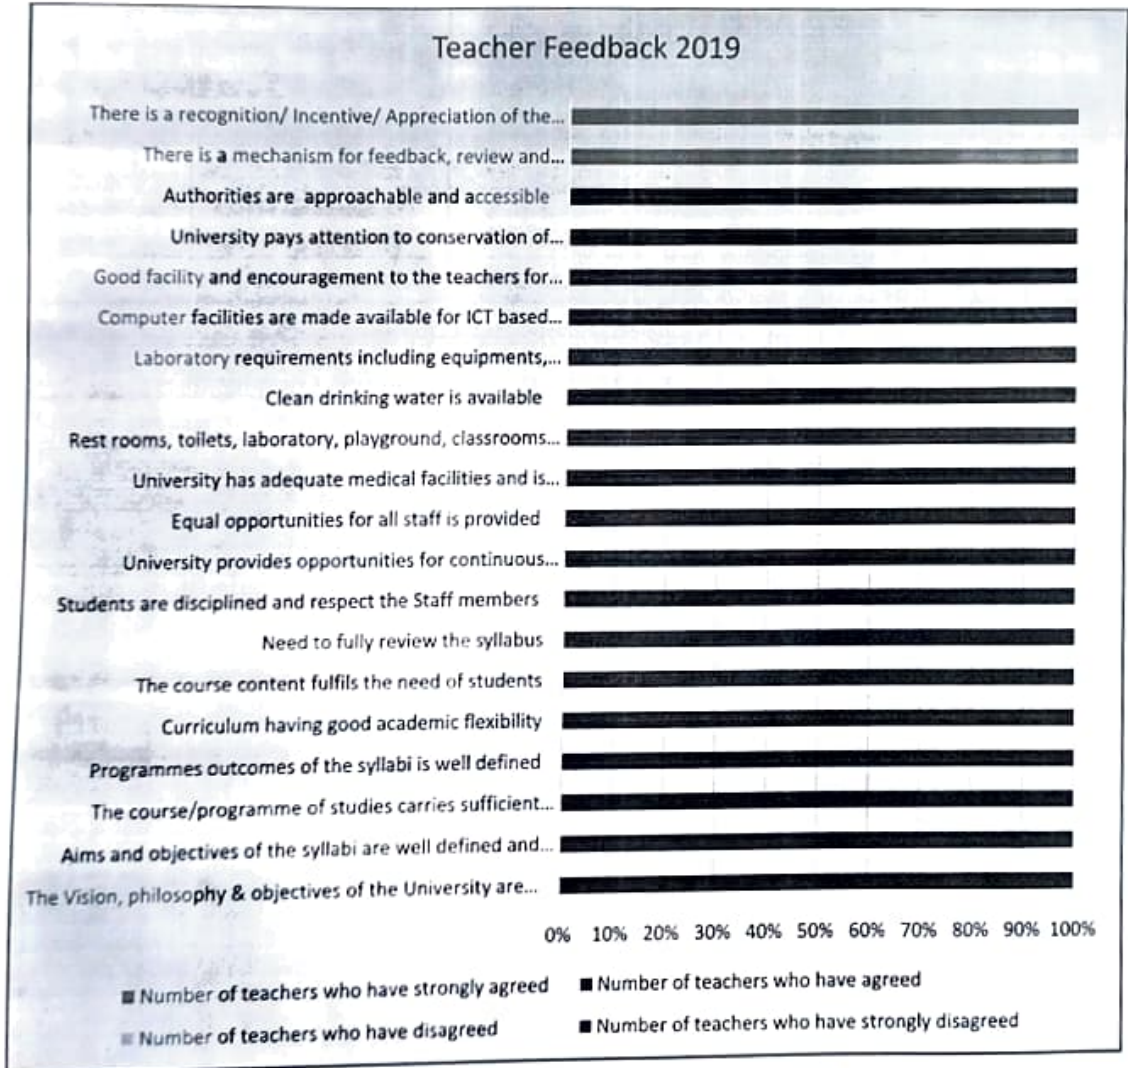 Teacher Feedback 2019
There is a recognition/ Incentive/ Appreciation of the...
There is a mechanism for feedback, review and...
Authorities are approachable and accessible
University pays attention to conservation of...
Good facility and encouragement to the teachers for...
Computer facilities are made available for ICT based...
Laboratory requirements including equipments,...
Clean drinking water is available
Rest rooms, toilets, laboratory, playground, classrooms...
University has adequate medical facilities and is...
Equal opportunities for all staff is provided
University provides opportunities for continuous...
Students are disciplined and respect the Staff members
Need to fully review the syllabus
The course content fulfils the need of students
Curriculum having good academic flexibility
Programmes outcomes of the syllabi is well defined
The course/programme of studies carries sufficient...
Aims and objectives of the syllabi are well defined and...
The Vision, philosophy & objectives of the University are...
0% 10% 20% 30% 40% 50% 60% 70% 80% 90% 100%
Number of teachers who have strongly agreed Number of teachers who have agreed
Number of teachers who have disagreed Number of teachers who have strongly disagreed